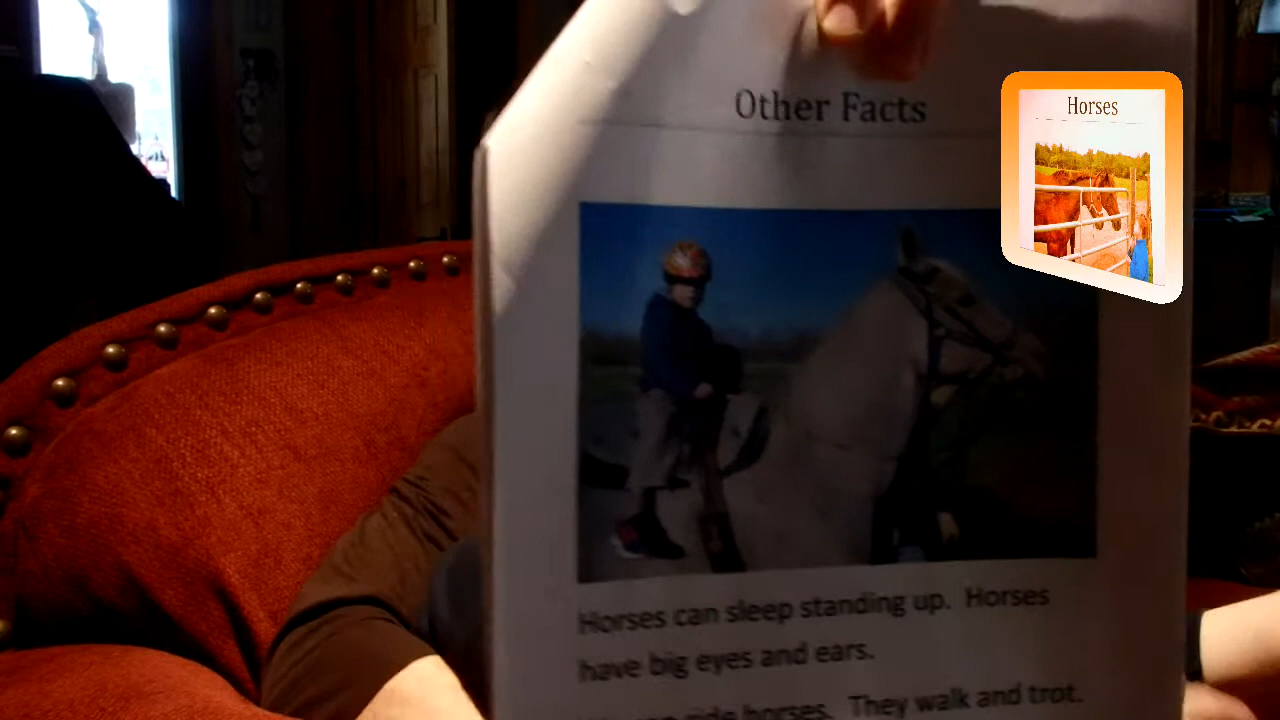 Other Facts
Horses
Horses can sleep standing up. Horses
have big eyes and ears.
ride horses. They walk and trot.